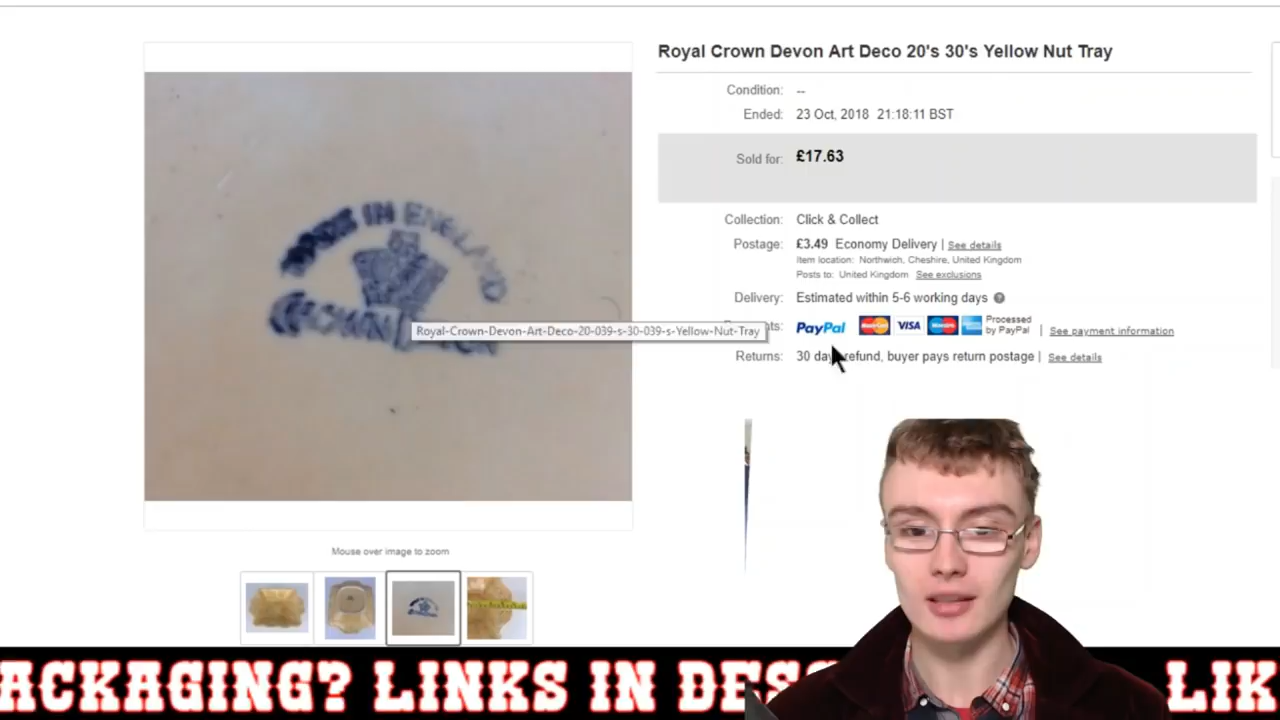 Royal Crown Devon Art Deco 20's 30's Yellow Nut Tray
Condition: --
Ended: 23 Oct, 2018 21:18:11 BST
Sold for: £17.63
Collection: Click & Collect
Postage: £3.49 Economy Delivery | See details
Item location: Northwich, Cheshire, United Kingdom
Posts to: United Kingdom See exclusions
Delivery: Estimated within 5-6 working days ?
PayPal MasterCard VISA Maestro Processed by PayPal | See payment information
Returns: 30 day refund, buyer pays return postage | See details
IN ENGLAND
Royal-Crown-Devon-Art-Deco-20-039-s-30-039-s-Yellow-Nut-Tray
Mouse over image to zoom
ACKAGING? LINKS IN DES
LIK